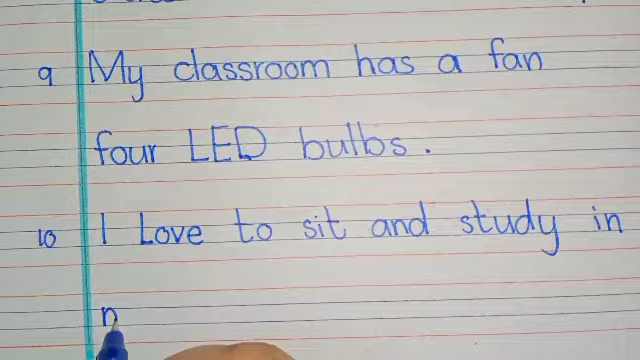 9 My classroom has a fan
four LED bulbs.
10 I Love to sit and study in